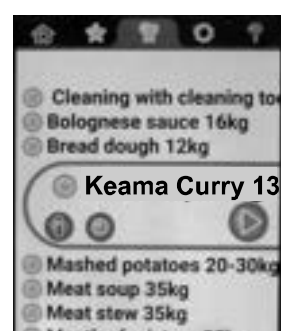 Cleaning with cleaning to
Bolognese sauce 16kg
Bread dough 12kg
Keama Curry 13
Mashed potatoes 20-30kg
Meat soup 35kg
Meat stew 35kg